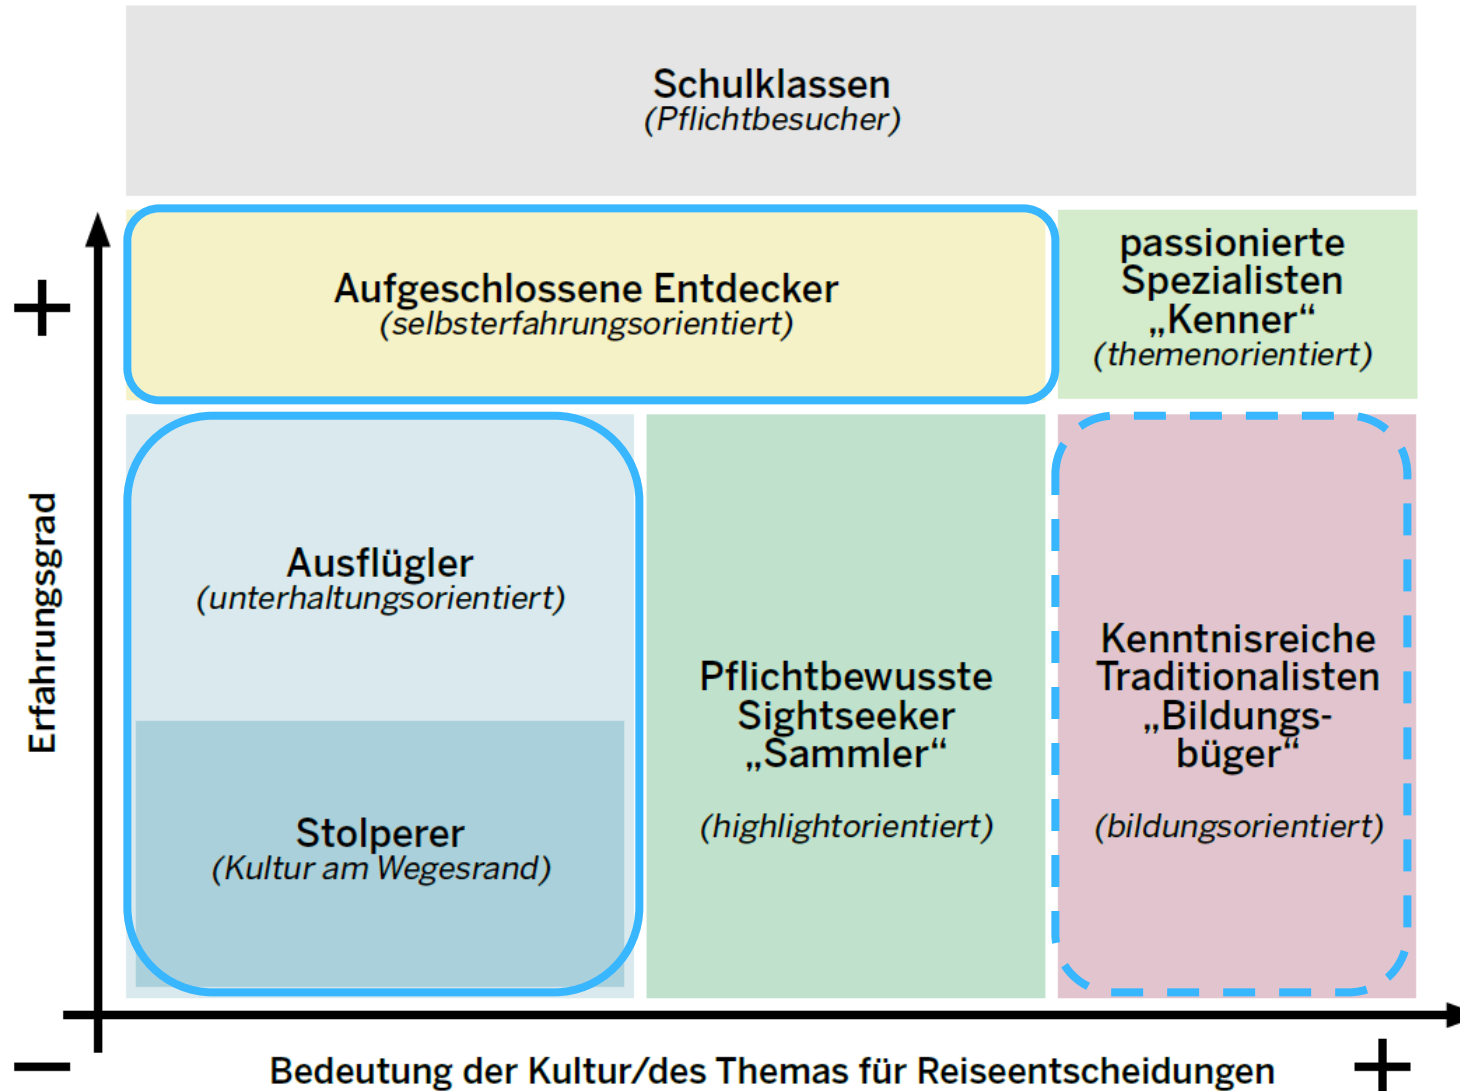 Schulklassen
(Pflichtbesucher)
Aufgeschlossene Entdecker
(selbsterfahrungsorientiert)
passionierte
Spezialisten
„Kenner“
(themenorientiert)
+
Erfahrungsgrad
Ausflügler
(unterhaltungsorientiert)
Stolperer
(Kultur am Wegesrand)
Pflichtbewusste
Sightseeker
„Sammler“
(highlightorientiert)
Kenntnisreiche
Traditionalisten
„Bildungs-
büger“
(bildungsorientiert)
−
Bedeutung der Kultur/des Themas für Reiseentscheidungen
+